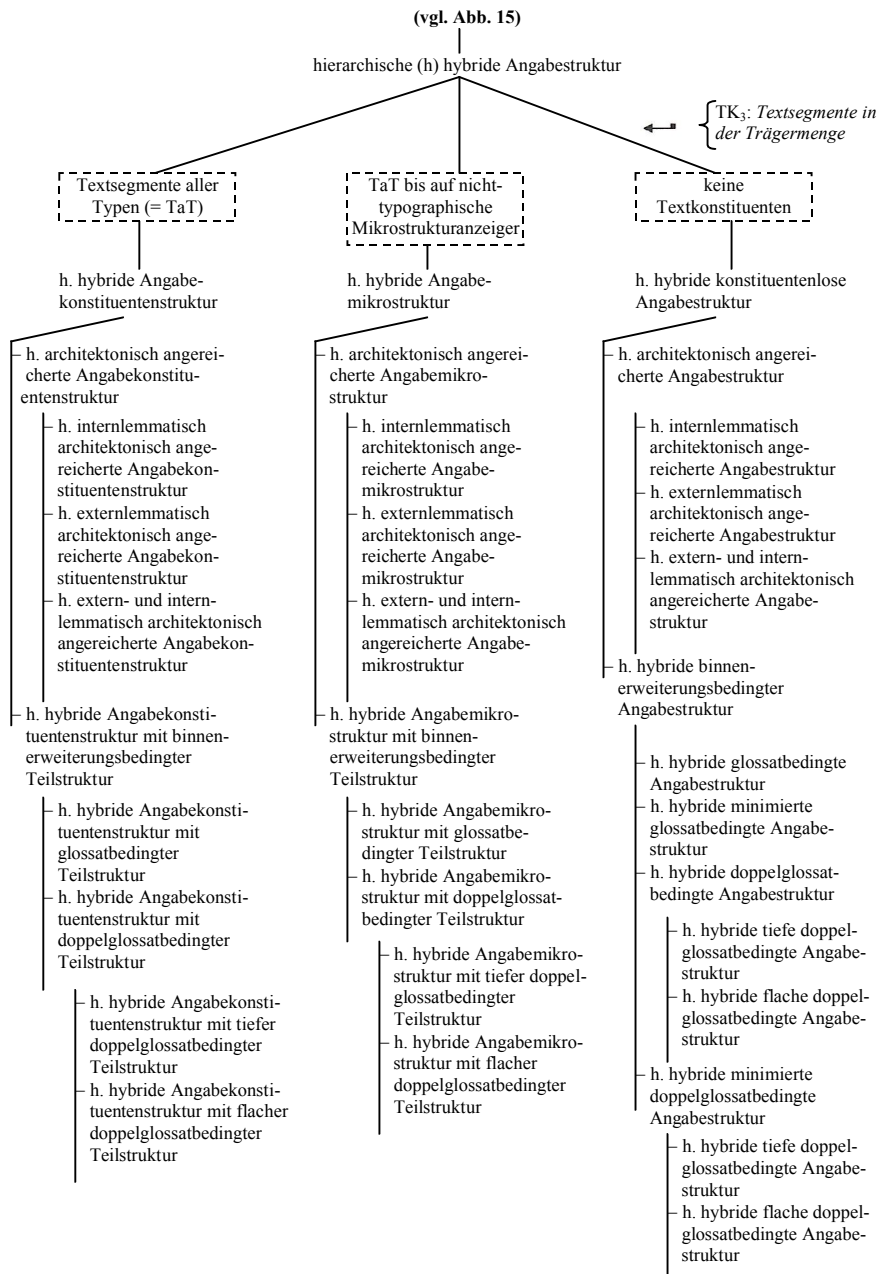 (vgl. Abb. 15)
hierarchische (h) hybride Angabestruktur
TK₃: Textsegmente in
der Trägermenge
Textsegmente aller
Typen (= TaT)
h. hybride Angabe-
konstituentenstruktur
h. architektonisch angerei-
cherte Angabekonstitu-
entenstruktur
h. internlemmatisch
architektonisch ange-
reicherte Angabekon-
stituentenstruktur
h. externlemmatisch
architektonisch ange-
reicherte Angabekon-
stituentenstruktur
h. extern- und intern-
lemmatisch architektonisch
angereicherte Angabekon-
stituentenstruktur
h. hybride Angabekonsti-
tuentenstruktur mit binnen-
erweiterungsbedingter
Teilstruktur
h. hybride Angabekonsti-
tuentenstruktur mit
glossatbedingter
Teilstruktur
h. hybride Angabekonsti-
tuentenstruktur mit
doppelglossatbedingter
Teilstruktur
h. hybride Angabekonsti-
tuentenstruktur mit tiefer
doppelglossatbedingter
Teilstruktur
h. hybride Angabekonsti-
tuentenstruktur mit flacher
doppelglossatbedingter
Teilstruktur
TaT bis auf nicht-
typographische
Mikrostrukturanzeiger
h. hybride Angabe-
mikrostruktur
h. architektonisch angerei-
cherte Angabemikro-
struktur
h. internlemmatisch
architektonisch ange-
reicherte Angabe-
mikrostruktur
h. externlemmatisch
architektonisch ange-
reicherte Angabe-
mikrostruktur
h. extern- und intern-
lemmatisch architektonisch
angereicherte Angabe-
mikrostruktur
h. hybride Angabemikro-
struktur mit binnen-
erweiterungsbedingter
Teilstruktur
h. hybride Angabemikro-
struktur mit glossatbe-
dingter Teilstruktur
h. hybride Angabemikro-
struktur mit doppelglossat-
bedingter Teilstruktur
h. hybride Angabemikro-
struktur mit tiefer doppel-
glossatbedingter
Teilstruktur
h. hybride Angabemikro-
struktur mit flacher
doppelglossatbedingter
Teilstruktur
keine
Textkonstituenten
h. hybride konstituentenlose
Angabestruktur
h. architektonisch angerei-
cherte Angabestruktur
h. internlemmatisch
architektonisch ange-
reicherte Angabestruktur
h. externlemmatisch
architektonisch ange-
reicherte Angabestruktur
h. extern- und intern-
lemmatisch architektonisch
angereicherte Angabe-
struktur
h. hybride binnen-
erweiterungsbedingter
Angabestruktur
h. hybride glossatbedingte
Angabestruktur
h. hybride minimierte
glossatbedingte Angabe-
struktur
h. hybride doppelglossat-
bedingte Angabestruktur
h. hybride tiefe doppel-
glossatbedingte Angabe-
struktur
h. hybride flache doppel-
glossatbedingte Angabe-
struktur
h. hybride minimierte
doppelglossatbedingte
Angabestruktur
h. hybride tiefe doppel-
glossatbedingte Angabe-
struktur
h. hybride flache doppel-
glossatbedingte Angabe-
struktur